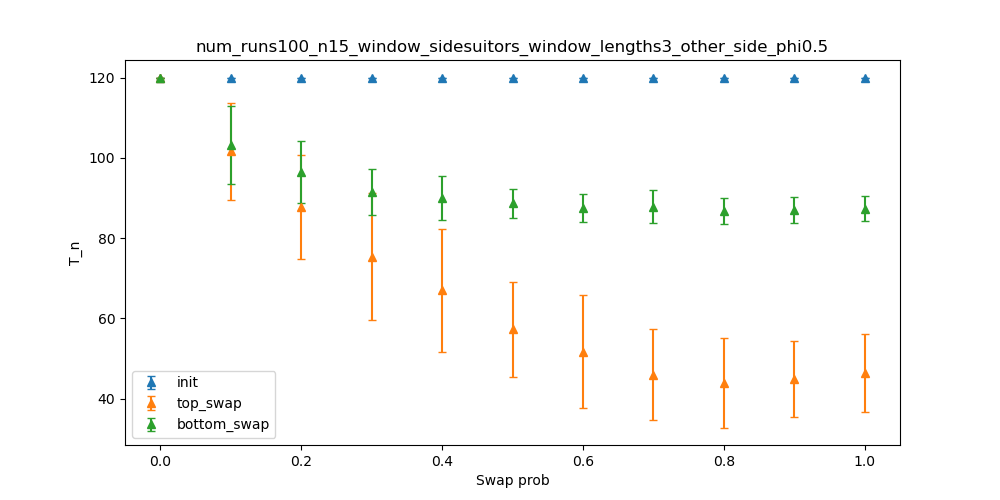 num_runs100_n15_window_sidesuitors_window_lengths3_other_side_phi0.5
120
100
80
60
40
T_n
init
top_swap
bottom_swap
0.0
0.2
0.4
0.6
0.8
1.0
Swap prob